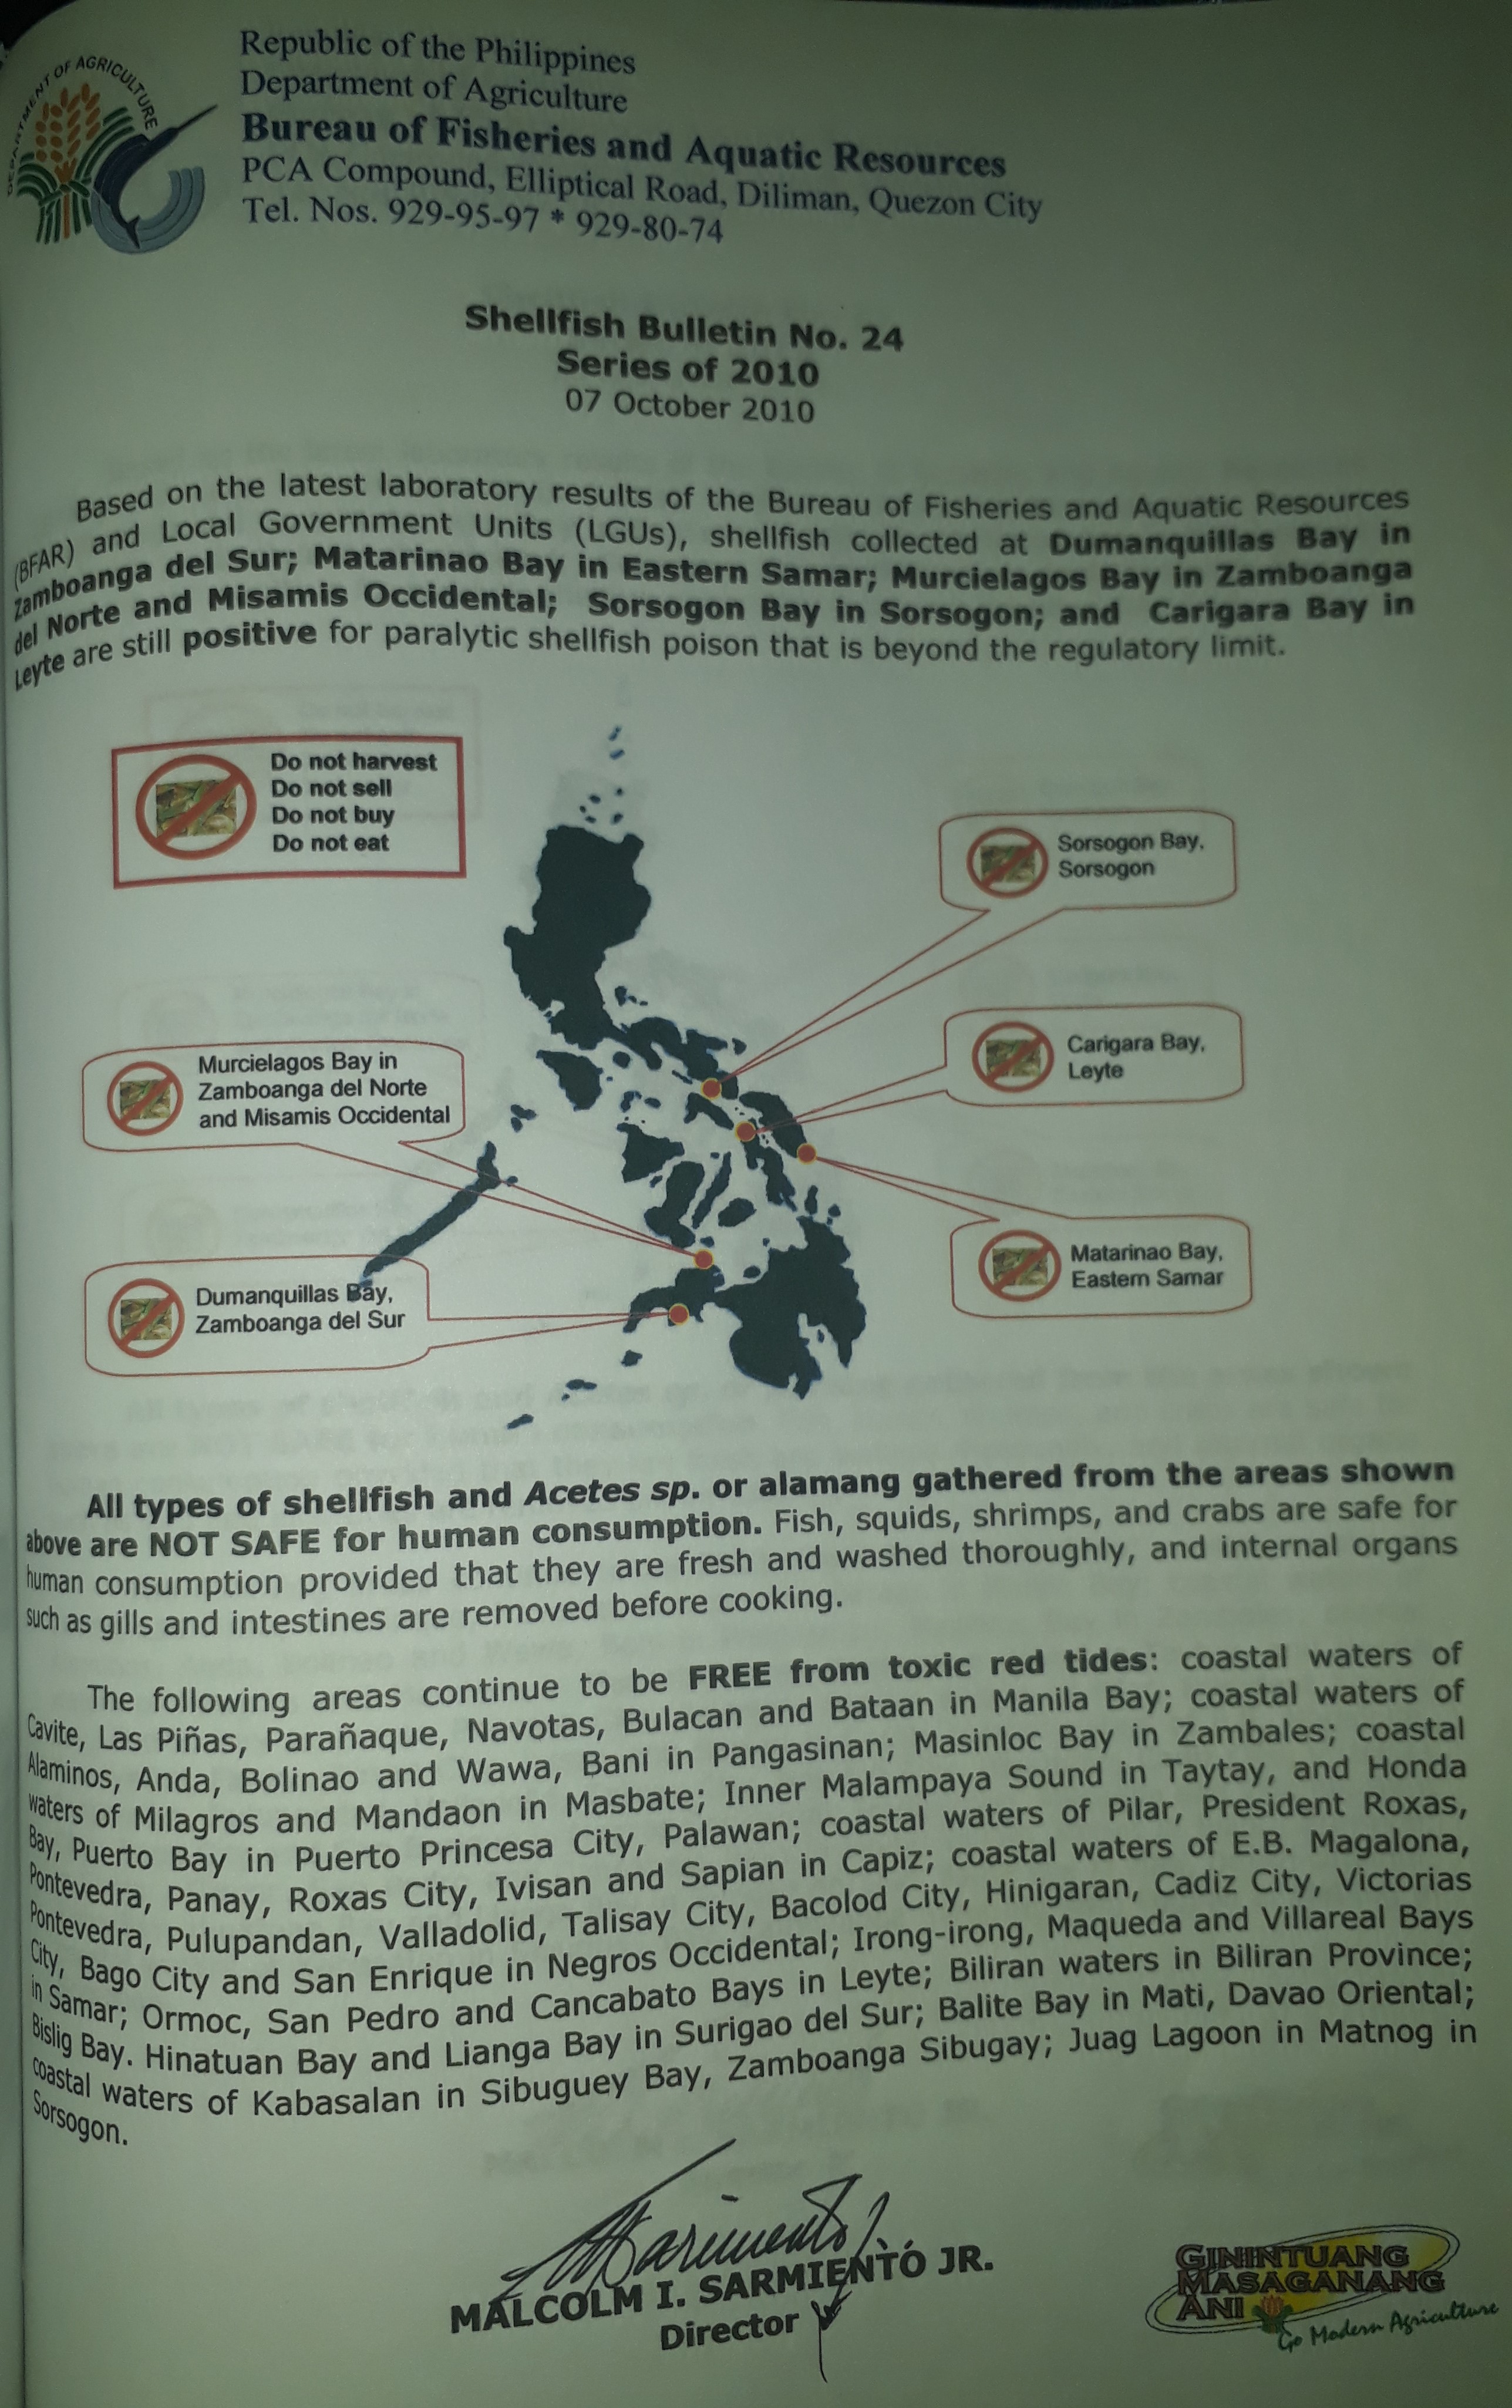 DEPARTMENT OF AGRICULTURE
Republic of the Philippines
Department of Agriculture
Bureau of Fisheries and Aquatic Resources
PCA Compound, Elliptical Road, Diliman, Quezon City
Tel. Nos. 929-95-97 * 929-80-74
Shellfish Bulletin No. 24
Series of 2010
07 October 2010
Based on the latest laboratory results of the Bureau of Fisheries and Aquatic Resources
(BFAR) and Local Government Units (LGUs), shellfish collected at Dumanquillas Bay in
Zamboanga del Sur; Matarinao Bay in Eastern Samar; Murcielagos Bay in Zamboanga
del Norte and Misamis Occidental; Sorsogon Bay in Sorsogon; and Carigara Bay in
Leyte are still positive for paralytic shellfish poison that is beyond the regulatory limit.
Do not harvest
Do not sell
Do not buy
Do not eat
Sorsogon Bay,
Sorsogon
Carigara Bay,
Leyte
Murcielagos Bay in
Zamboanga del Norte
and Misamis Occidental
Matarinao Bay,
Eastern Samar
Dumanquillas Bay,
Zamboanga del Sur
All types of shellfish and Acetes sp. or alamang gathered from the areas shown
above are NOT SAFE for human consumption. Fish, squids, shrimps, and crabs are safe for
human consumption provided that they are fresh and washed thoroughly, and internal organs
such as gills and intestines are removed before cooking.
The following areas continue to be FREE from toxic red tides: coastal waters of
Cavite, Las Piñas, Parañaque, Navotas, Bulacan and Bataan in Manila Bay; coastal waters of
Alaminos, Anda, Bolinao and Wawa, Bani in Pangasinan; Masinloc Bay in Zambales; coastal
waters of Milagros and Mandaon in Masbate; Inner Malampaya Sound in Taytay, and Honda
Bay, Puerto Bay in Puerto Princesa City, Palawan; coastal waters of Pilar, President Roxas,
Pontevedra, Panay, Roxas City, Ivisan and Sapian in Capiz; coastal waters of E.B. Magalona,
Pontevedra, Pulupandan, Valladolid, Talisay City, Bacolod City, Hinigaran, Cadiz City, Victorias
City, Bago City and San Enrique in Negros Occidental; Irong-irong, Maqueda and Villareal Bays
in Samar; Ormoc, San Pedro and Cancabato Bays in Leyte; Biliran waters in Biliran Province;
Bislig Bay. Hinatuan Bay and Lianga Bay in Surigao del Sur; Balite Bay in Mati, Davao Oriental;
coastal waters of Kabasalan in Sibuguey Bay, Zamboanga Sibugay; Juag Lagoon in Matnog in
Sorsogon.
MALCOLM I. SARMIENTO JR.
Director
GININTUANG
MASAGANANG
ANI
Go Modern Agriculture